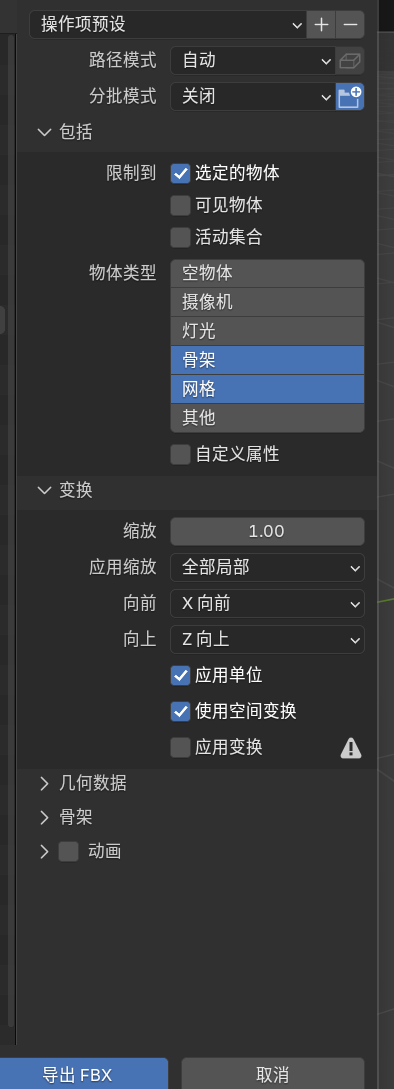 操作项预设
路径模式 自动
分批模式 关闭
包括
限制到 选定的物体
可见物体
活动集合
物体类型 空物体
摄像机
灯光
骨架
网格
其他
自定义属性
变换
缩放 1.00
应用缩放 全部局部
向前 X 向前
向上 Z 向上
应用单位
使用空间变换
应用变换
几何数据
骨架
动画
导出 FBX 取消